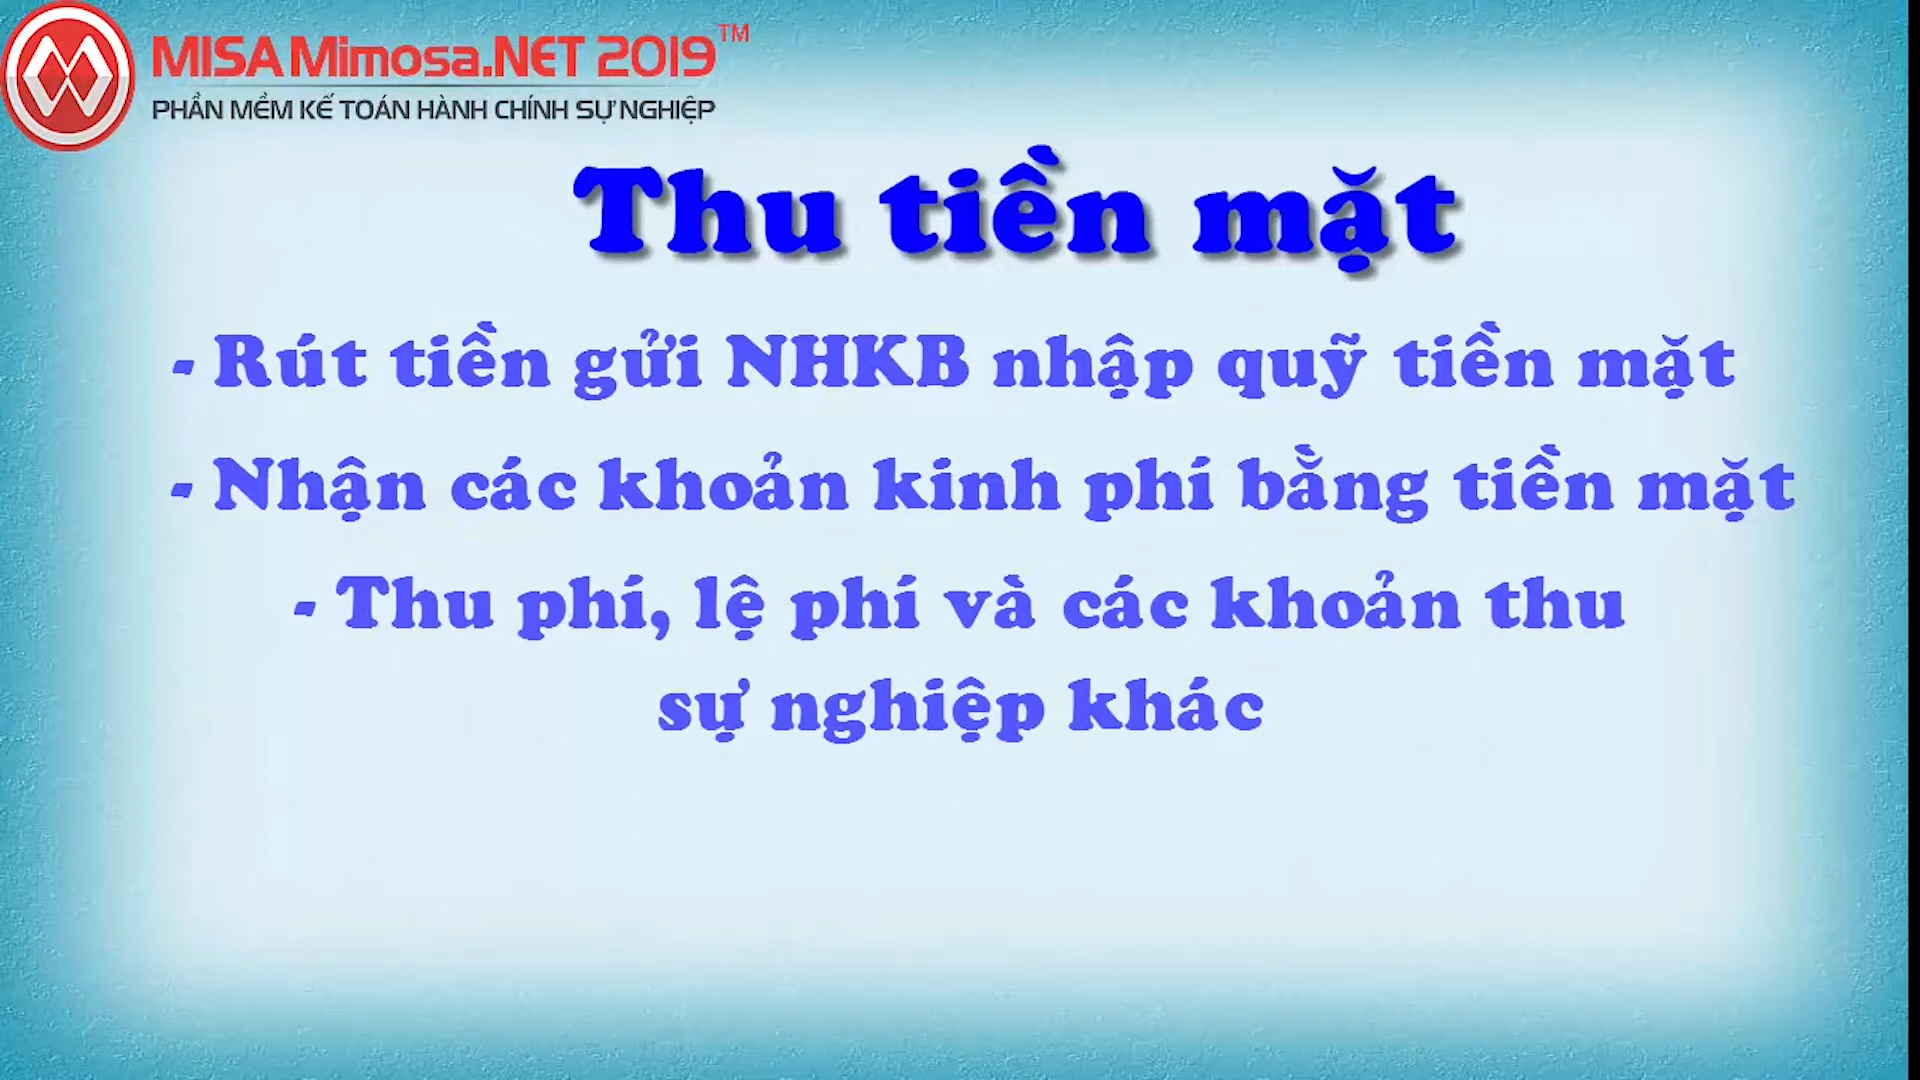 MISA Mimosa.NET 2019™
PHẦN MỀM KẾ TOÁN HÀNH CHÍNH SỰ NGHIỆP
Thu tiền mặt
- Rút tiền gửi NHKB nhập quỹ tiền mặt
- Nhận các khoản kinh phí bằng tiền mặt
- Thu phí, lệ phí và các khoản thu
sự nghiệp khác